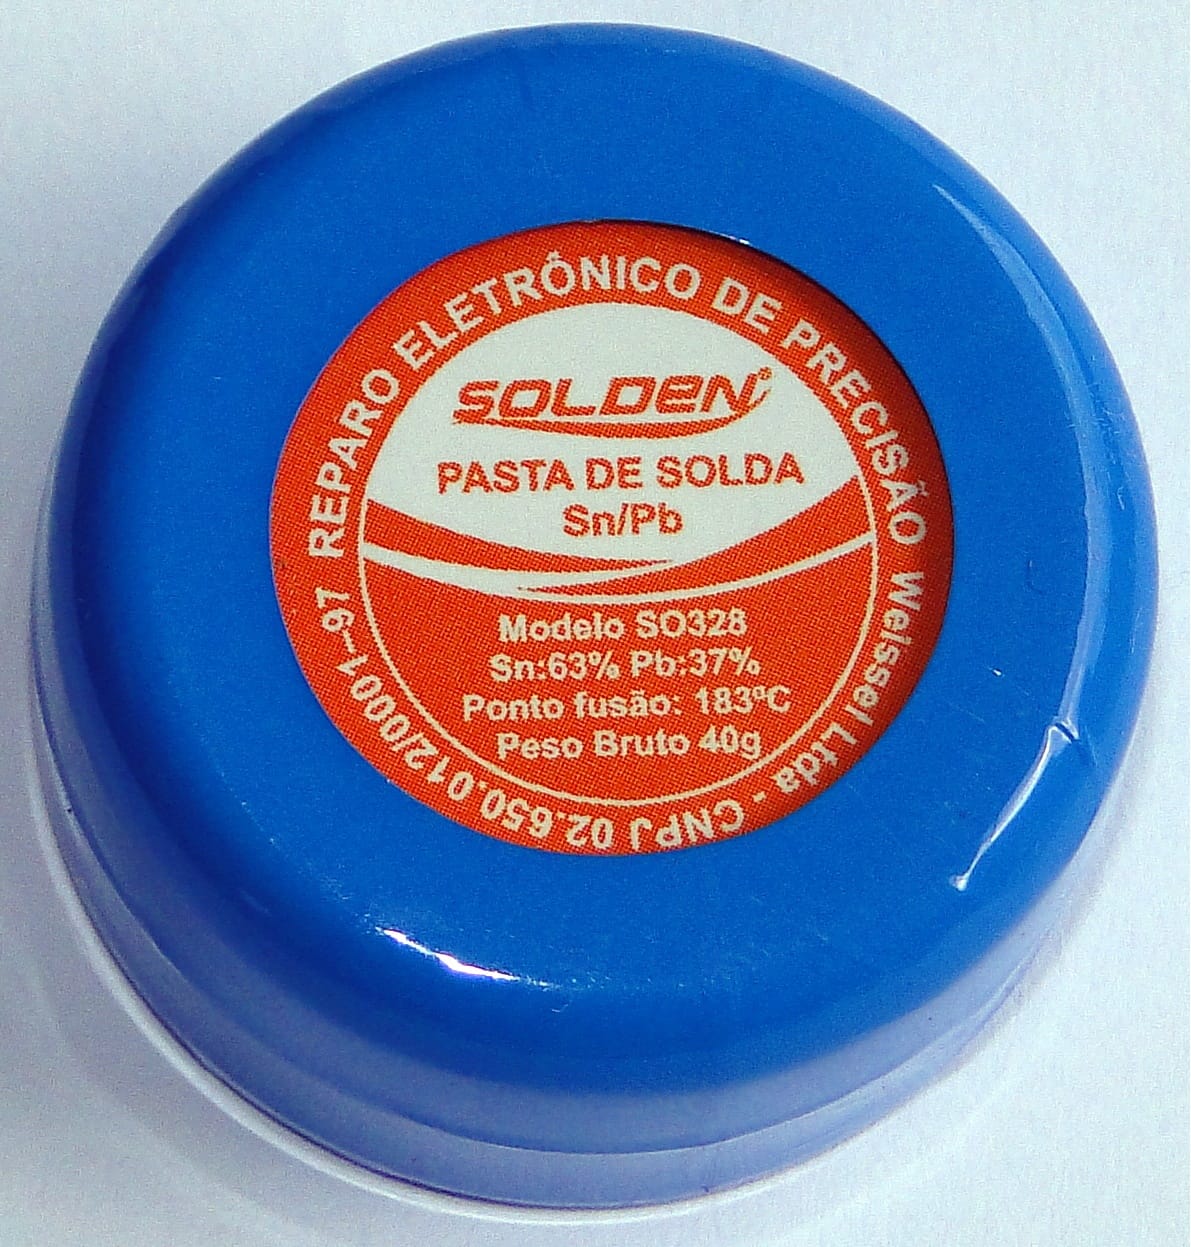 REPARO ELETRÔNICO DE PRECISÃO Weissel Ltda - CNPJ 02.650.012/0001-97
SOLDEN®
PASTA DE SOLDA
Sn/Pb
Modelo SO328
Sn:63% Pb:37%
Ponto fusão: 183ºC
Peso Bruto 40g